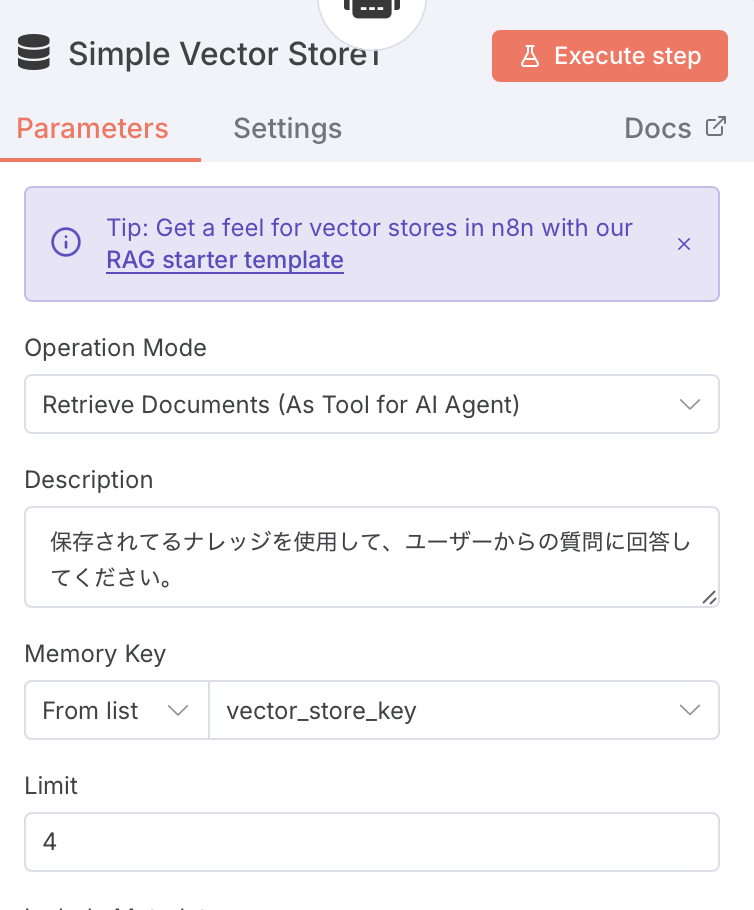 Simple Vector Store1
Execute step
Parameters
Settings
Docs
Tip: Get a feel for vector stores in n8n with our
RAG starter template
Operation Mode
Retrieve Documents (As Tool for AI Agent)
Description
保存されてるナレッジを使用して、ユーザーからの質問に回答し
てください。
Memory Key
From list
vector_store_key
Limit
4